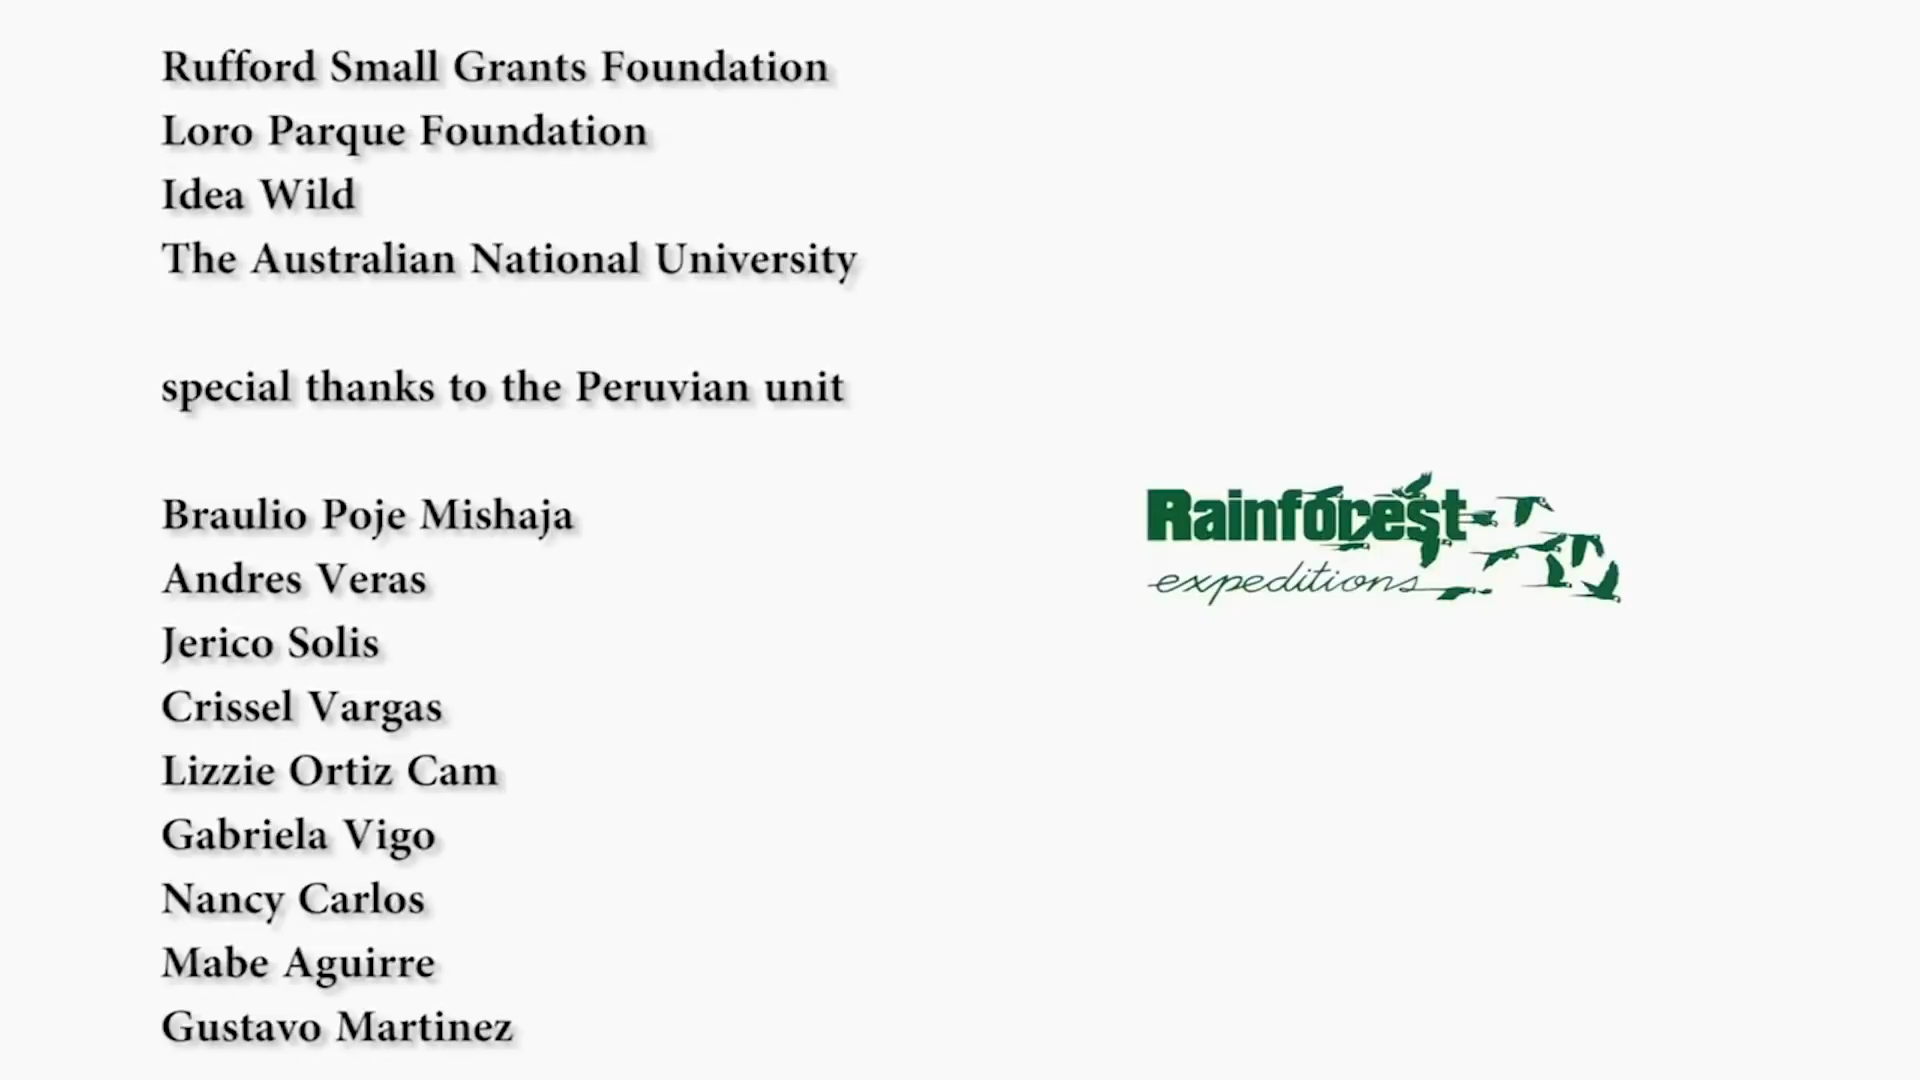 Rufford Small Grants Foundation
Loro Parque Foundation
Idea Wild
The Australian National University
special thanks to the Peruvian unit
Braulio Poje Mishaja
Andres Veras
Jerico Solis
Crissel Vargas
Lizzie Ortiz Cam
Gabriela Vigo
Nancy Carlos
Mabe Aguirre
Gustavo Martinez
Rainforest
expeditions